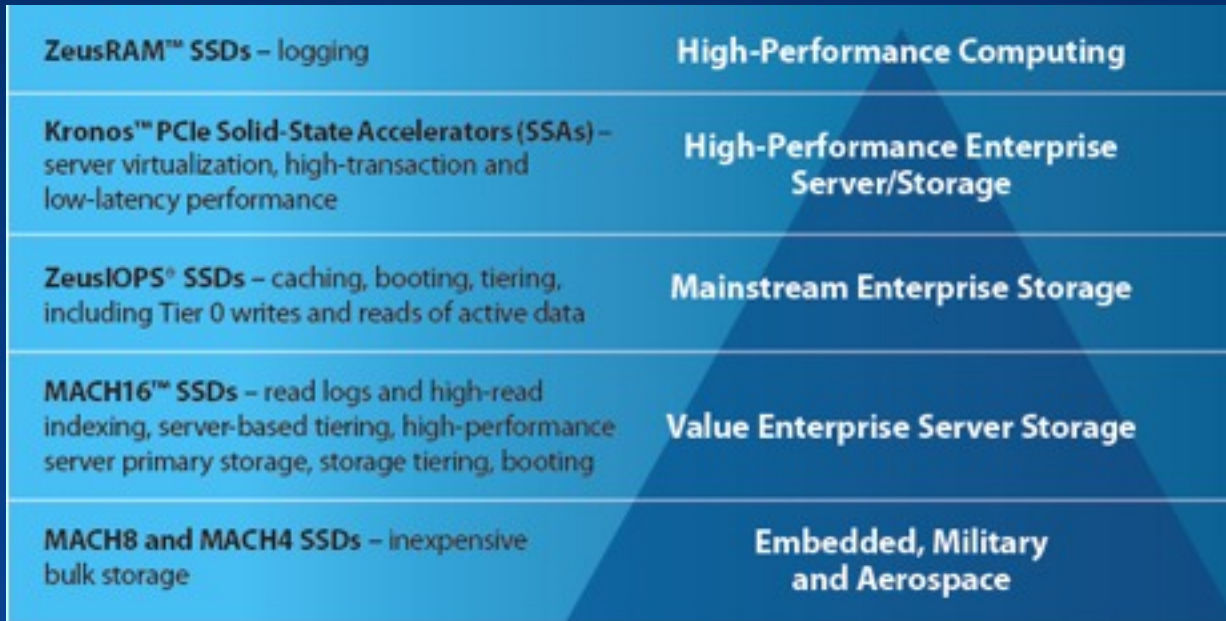 ZeusRAM™ SSDs – logging
High-Performance Computing
Kronos™ PCIe Solid-State Accelerators (SSAs) –
server virtualization, high-transaction and
low-latency performance
High-Performance Enterprise
Server/Storage
ZeusIOPS® SSDs – caching, booting, tiering,
including Tier 0 writes and reads of active data
Mainstream Enterprise Storage
MACH16™ SSDs – read logs and high-read
indexing, server-based tiering, high-performance
server primary storage, storage tiering, booting
Value Enterprise Server Storage
MACH8 and MACH4 SSDs – inexpensive
bulk storage
Embedded, Military
and Aerospace